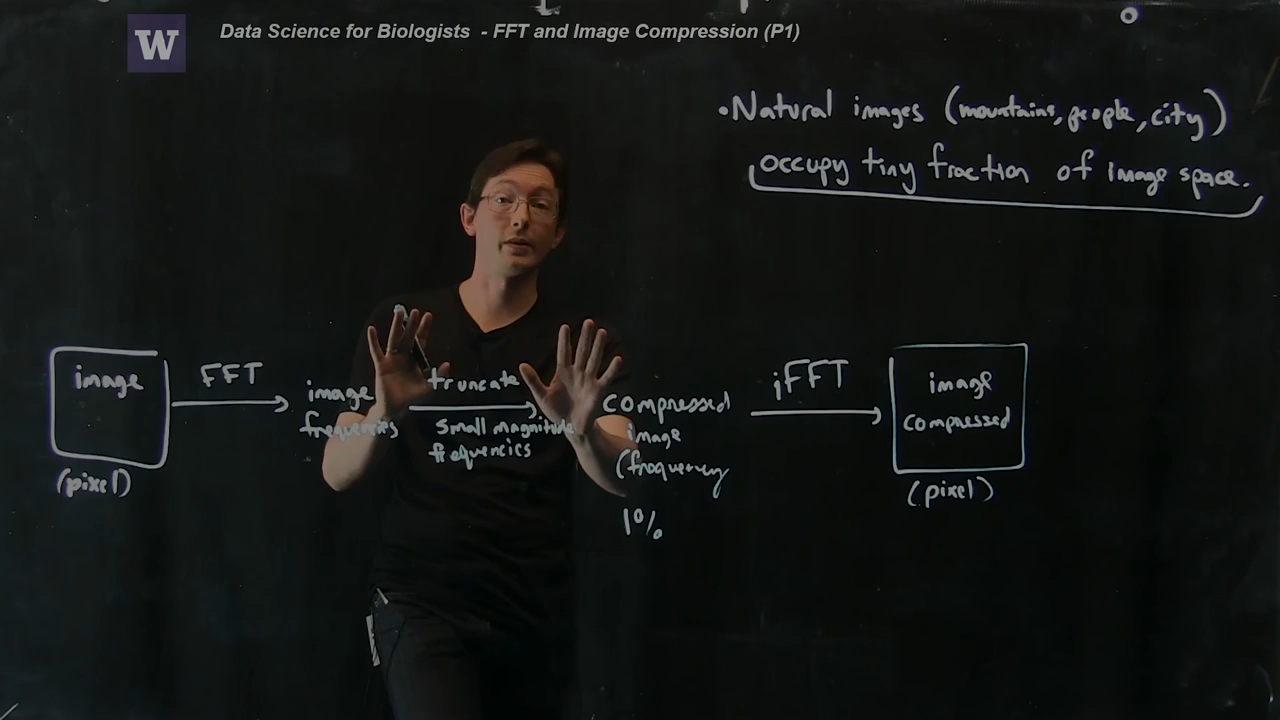 W
Data Science for Biologists - FFT and Image Compression (P1)
•Natural images (mountains, people, city)
occupy tiny fraction of image space.
image
(pixel)
FFT
image
frequencies
truncate
small magnitude
frequencies
compressed
image
(frequency
1%
iFFT
image
compressed
(pixel)